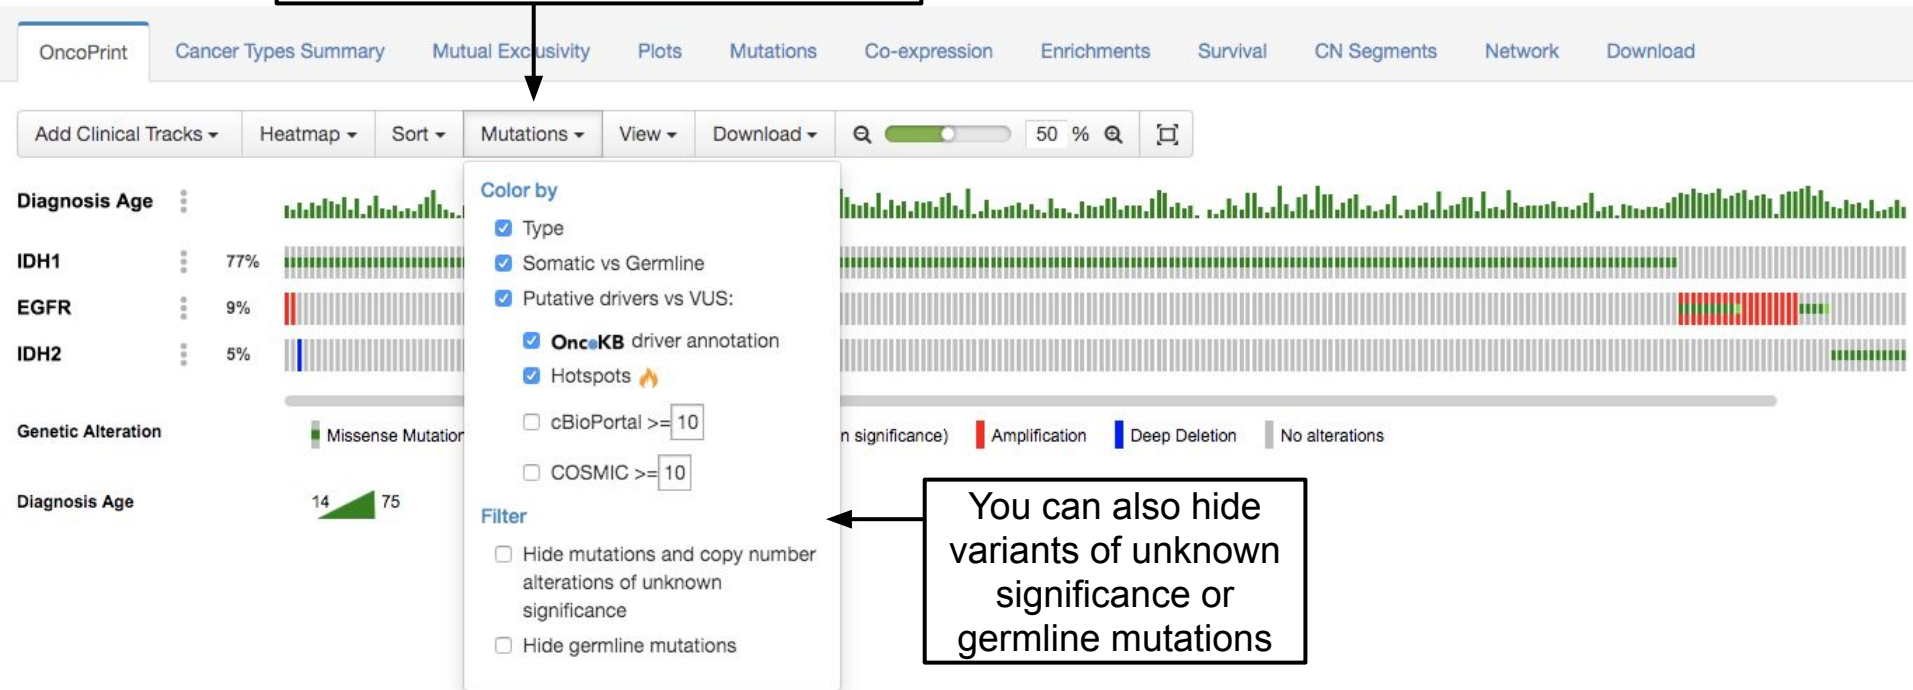 OncoPrint Cancer Types Summary Mutual Exclusivity Plots Mutations Co-expression Enrichments Survival CN Segments Network Download
Add Clinical Tracks Heatmap Sort Mutations View Download 50 %
Diagnosis Age
IDH1 77%
EGFR 9%
IDH2 5%
Color by
Type
Somatic vs Germline
Putative drivers vs VUS:
OncoKB driver annotation
Hotspots
cBioPortal >= 10
COSMIC >= 10
Filter
Hide mutations and copy number
alterations of unknown
significance
Hide germline mutations
Genetic Alteration Missense Mutation n significance) Amplification Deep Deletion No alterations
Diagnosis Age 14 75
You can also hide
variants of unknown
significance or
germline mutations